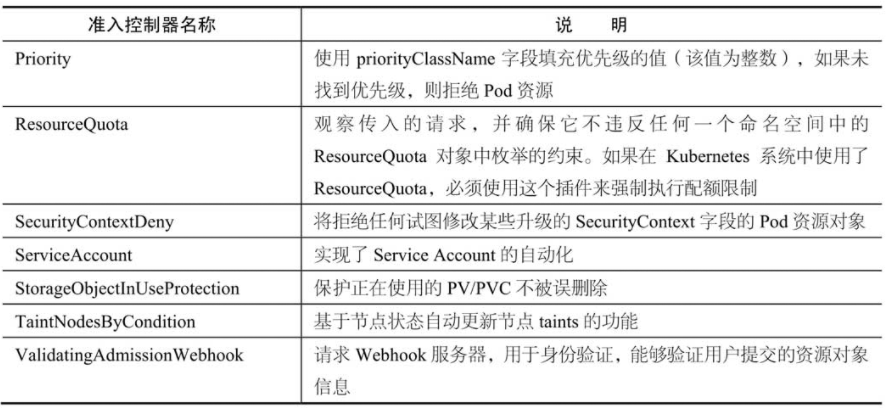 准入控制器名称 说 明
Priority 使用 priorityClassName 字段填充优先级的值（该值为整数），如果未
找到优先级，则拒绝 Pod 资源
ResourceQuota 观察传入的请求，并确保它不违反任何一个命名空间中的
ResourceQuota 对象中枚举的约束。如果在 Kubernetes 系统中使用了
ResourceQuota，必须使用这个插件来强制执行配额限制
SecurityContextDeny 将拒绝任何试图修改某些升级的 SecurityContext 字段的 Pod 资源对象
ServiceAccount 实现了 Service Account 的自动化
StorageObjectInUseProtection 保护正在使用的 PV/PVC 不被误删除
TaintNodesByCondition 基于节点状态自动更新节点 taints 的功能
ValidatingAdmissionWebhook 请求 Webhook 服务器，用于身份验证，能够验证用户提交的资源对象
信息